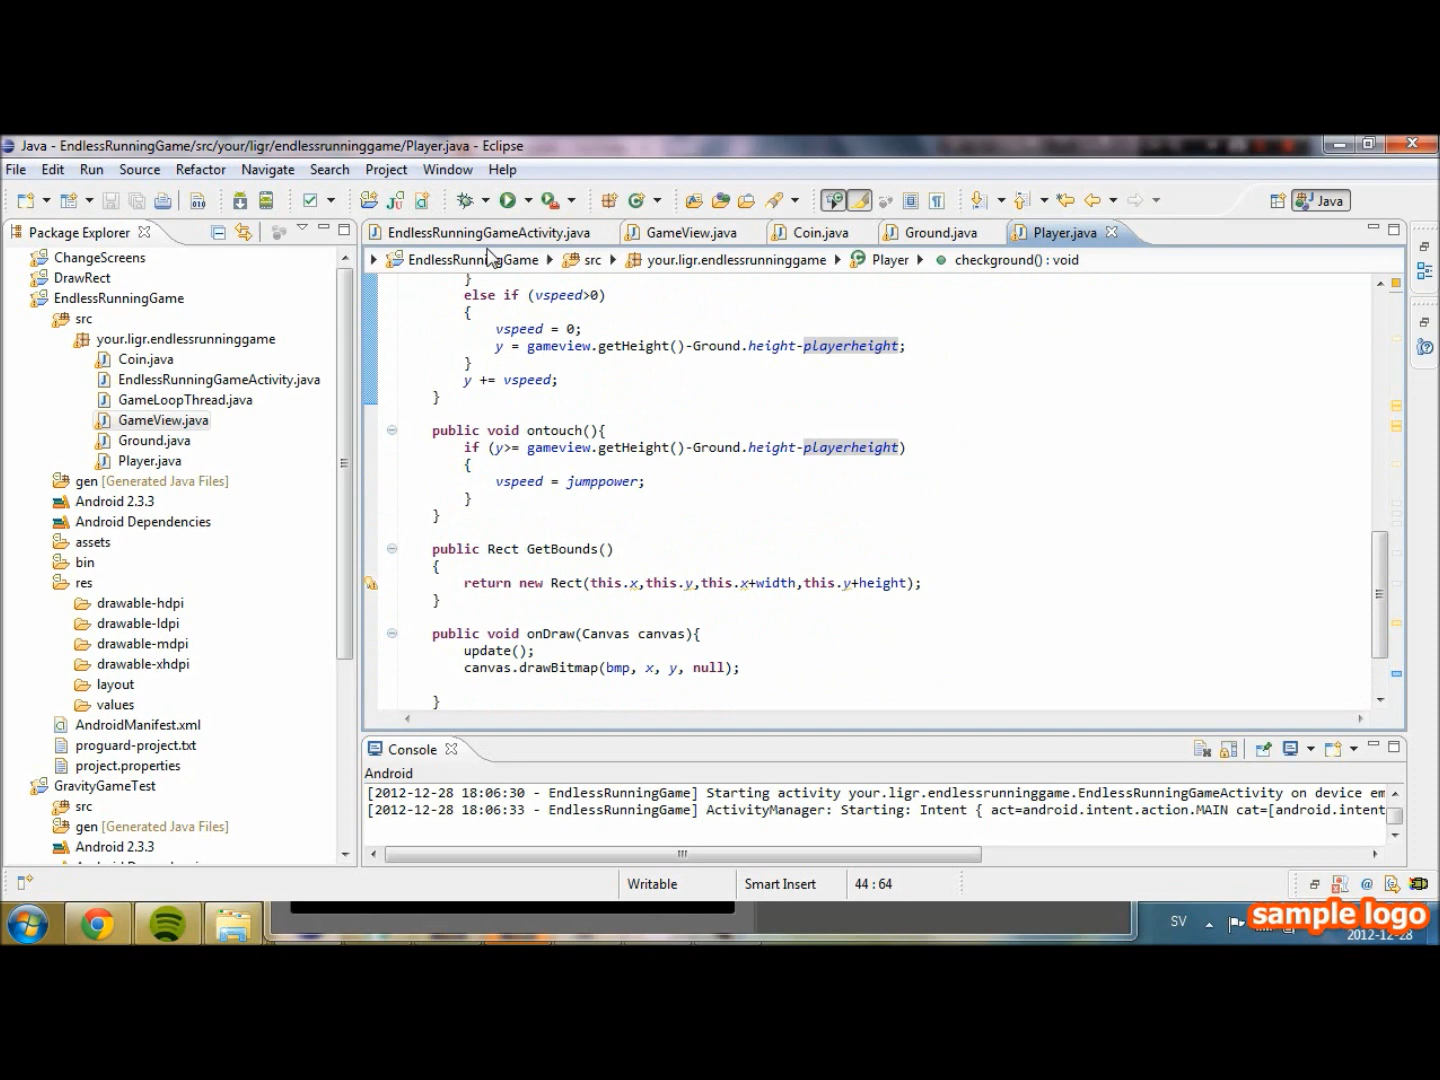 Java - EndlessRunningGame/src/your/ligr/endlessrunninggame/Player.java - Eclipse
File Edit Run Source Refactor Navigate Search Project Refactor Window Help
Java
Package Explorer
EndlessRunningGameActivity.java GameView.java Coin.java Ground.java Player.java
EndlessRunningGame src your.ligr.endlessrunninggame Player checkground() : void
ChangeScreens
DrawRect
EndlessRunningGame
src
your.ligr.endlessrunninggame
Coin.java
EndlessRunningGameActivity.java
GameLoopThread.java
GameView.java
Ground.java
Player.java
gen [Generated Java Files]
Android 2.3.3
Android Dependencies
assets
bin
res
drawable-hdpi
drawable-ldpi
drawable-mdpi
drawable-xhdpi
layout
values
AndroidManifest.xml
proguard-project.txt
project.properties
GravityGameTest
src
gen [Generated Java Files]
Android 2.3.3
}
else if (vspeed>0)
{
vspeed = 0;
y = gameview.getHeight()-Ground.height-playerheight;
}
y += vspeed;
}
public void ontouch(){
if (y>= gameview.getHeight()-Ground.height-playerheight)
{
vspeed = jumppower;
}
}
public Rect GetBounds()
{
return new Rect(this.x,this.y,this.x+width,this.y+height);
}
public void onDraw(Canvas canvas){
update();
canvas.drawBitmap(bmp, x, y, null);
}
Console
Android
[2012-12-28 18:06:30 - EndlessRunningGame] Starting activity your.ligr.endlessrunninggame.EndlessRunningGameActivity on device em
[2012-12-28 18:06:33 - EndlessRunningGame] ActivityManager: Starting: Intent { act=android.intent.action.MAIN cat=[android.intent
Writable Smart Insert 44 : 64
SV
sample logo
2012-12-28